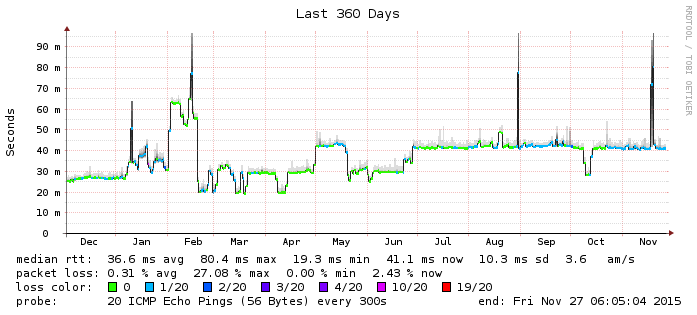 Last 360 Days
RRDTOOL / TOBI OETIKER
Seconds
90 m
80 m
70 m
60 m
50 m
40 m
30 m
20 m
10 m
0
Dec Jan Feb Mar Apr May Jun Jul Aug Sep Oct Nov
median rtt: 36.6 ms avg 80.4 ms max 19.3 ms min 41.1 ms now 10.3 ms sd 3.6 am/s
packet loss: 0.31 % avg 27.08 % max 0.00 % min 2.43 % now
loss color: 0 1/20 2/20 3/20 4/20 10/20 19/20
probe: 20 ICMP Echo Pings (56 Bytes) every 300s end: Fri Nov 27 06:05:04 2015